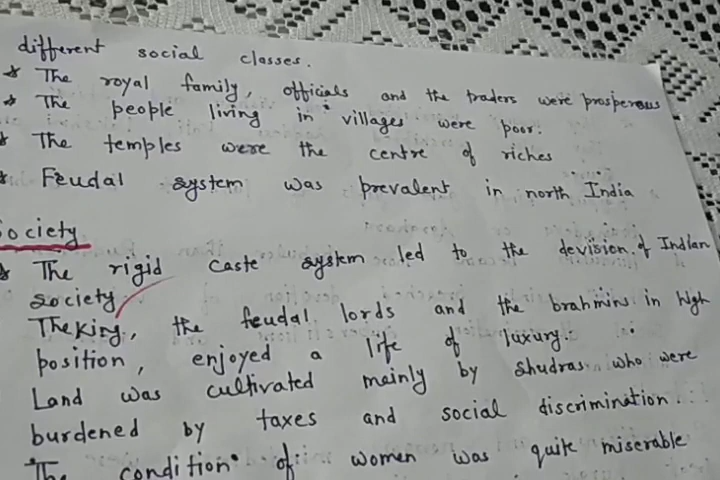 different social classes.
* The royal family, officials and the traders were prosperous
* The people living in villages were poor.
* The temples were the centre of riches
* Feudal system was prevalent in north India
Society
* The rigid caste system led to the devision of Indian
society.
The king, the feudal lords and the brahmins in high
position, enjoyed a life of luxury.
Land was cultivated mainly by shudras who were
burdened by taxes and social discrimination.
The condition of women was quite miserable